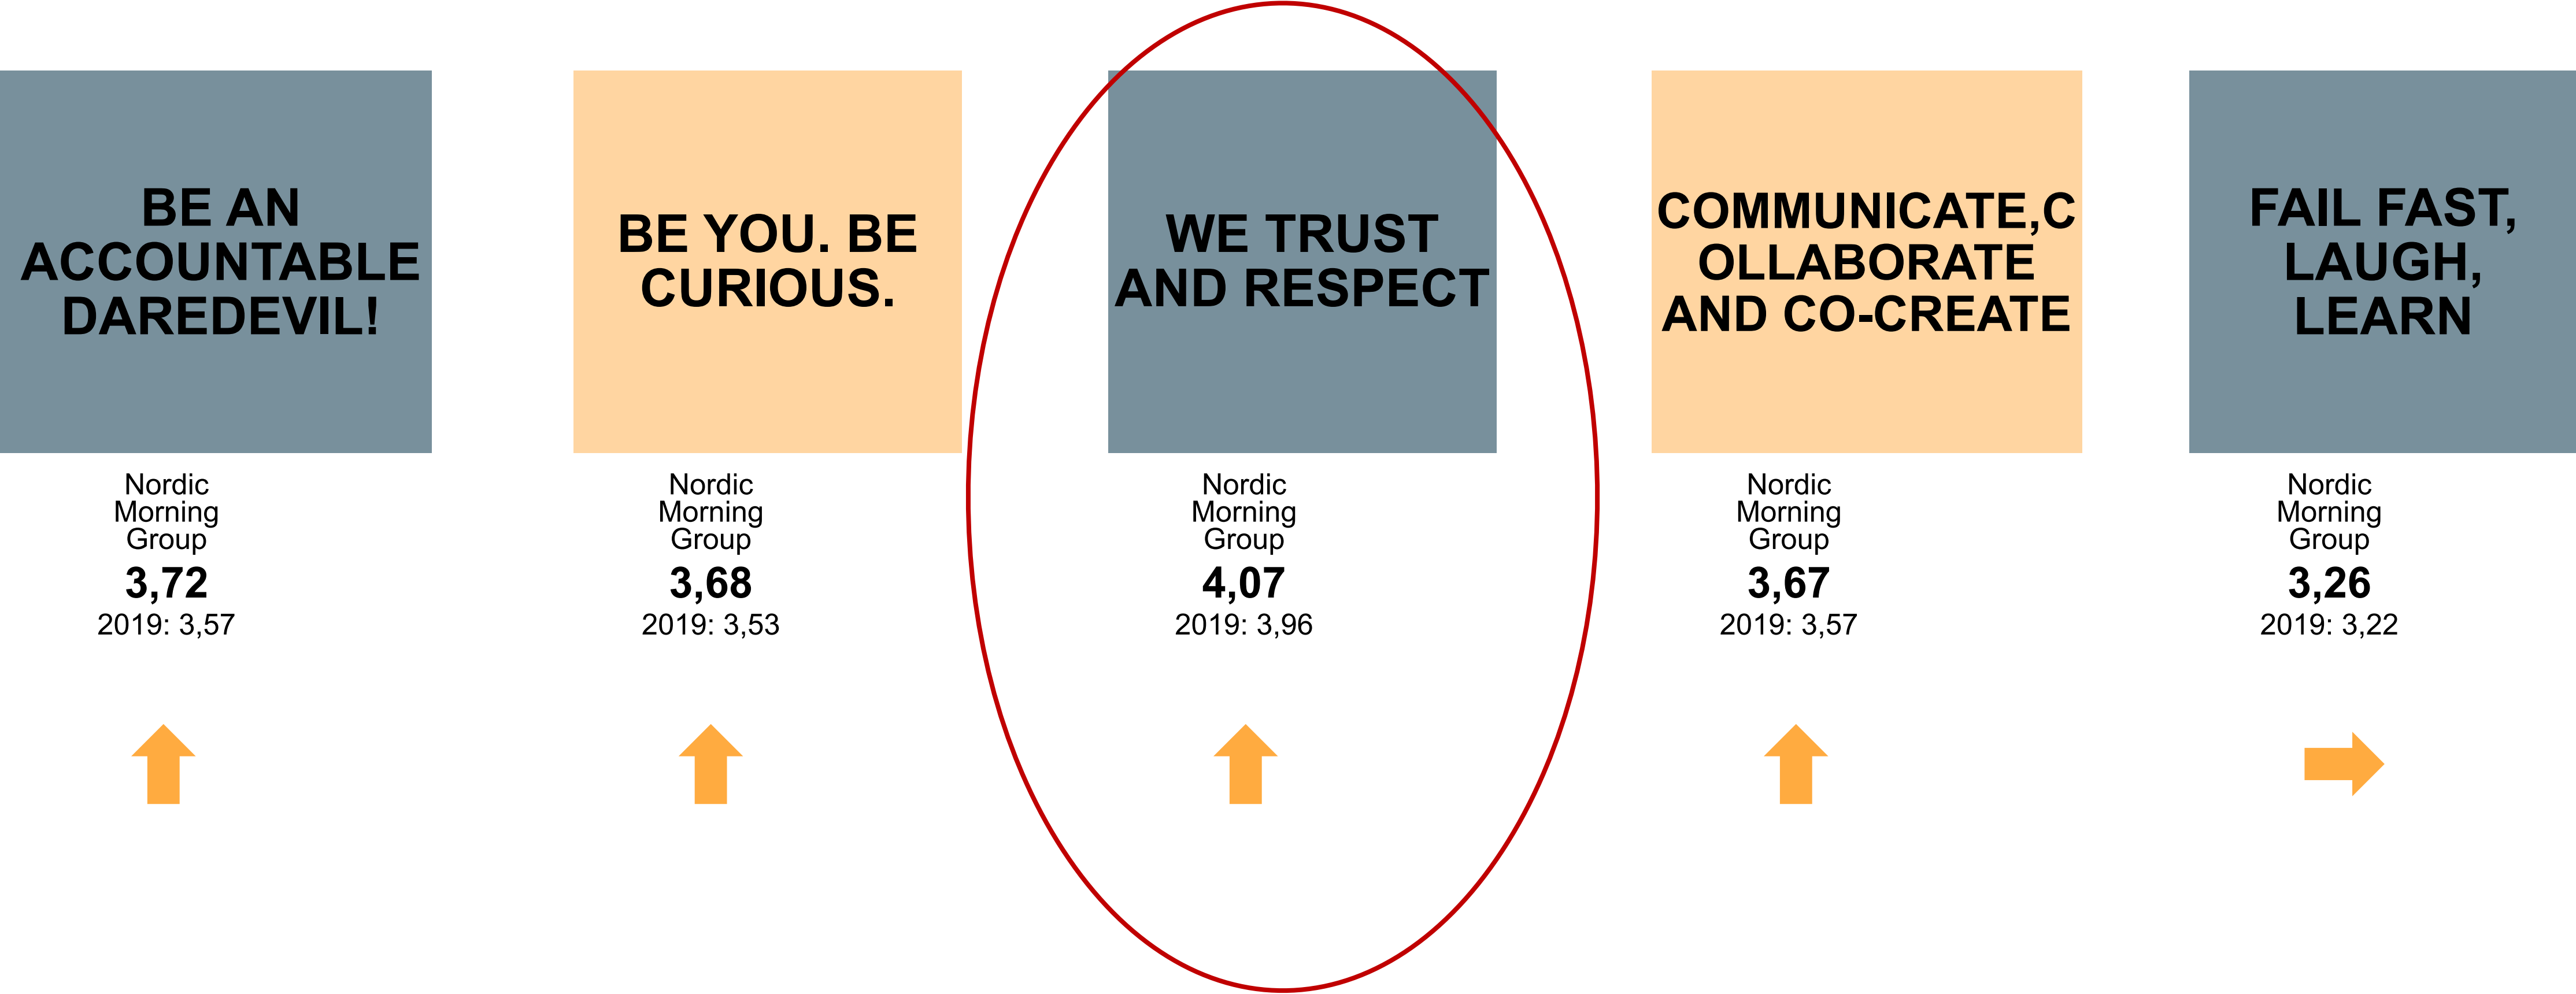 BE AN
ACCOUNTABLE
DAREDEVIL!
Nordic
Morning
Group
3,72
2019: 3,57
BE YOU. BE
CURIOUS.
Nordic
Morning
Group
3,68
2019: 3,53
WE TRUST
AND RESPECT
Nordic
Morning
Group
4,07
2019: 3,96
COMMUNICATE,C
OLLABORATE
AND CO-CREATE
Nordic
Morning
Group
3,67
2019: 3,57
FAIL FAST,
LAUGH,
LEARN
Nordic
Morning
Group
3,26
2019: 3,22